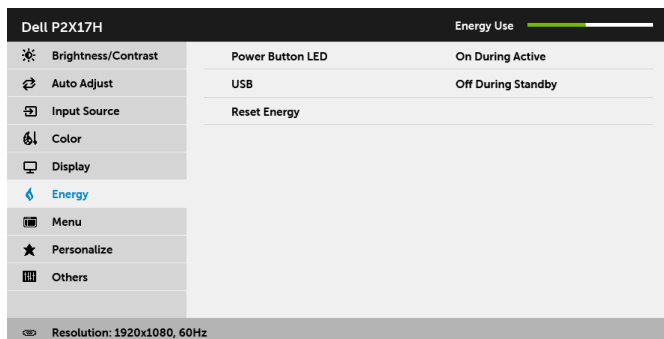 Dell P2X17H Energy Use
Brightness/Contrast Power Button LED On During Active
Auto Adjust USB Off During Standby
Input Source Reset Energy
Color
Display
Energy
Menu
Personalize
Others
Resolution: 1920x1080, 60Hz